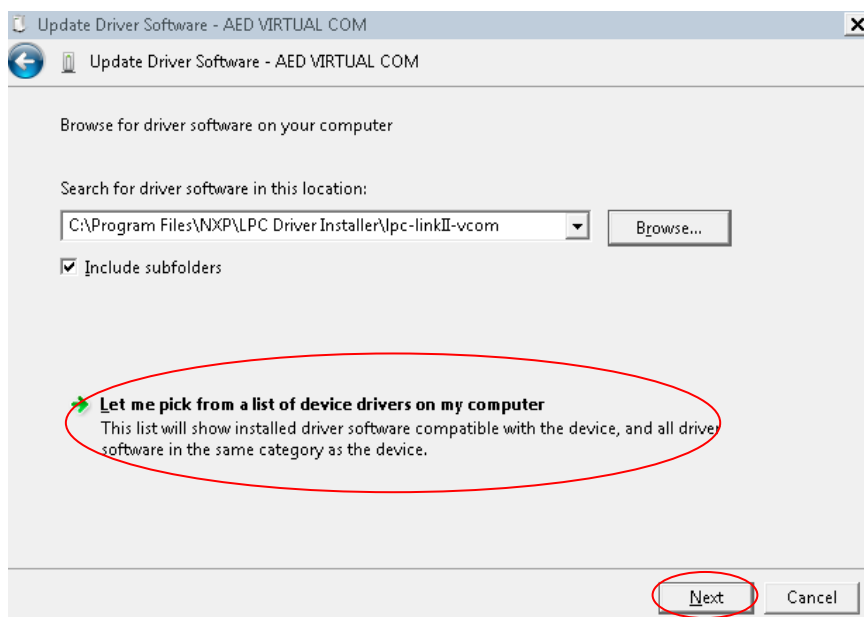 Update Driver Software - AED VIRTUAL COM
Update Driver Software - AED VIRTUAL COM
Browse for driver software on your computer
Search for driver software in this location:
C:\Program Files\NXP\LPC Driver Installer\lpc-linkII-vcom
Browse...
Include subfolders
Let me pick from a list of device drivers on my computer
This list will show installed driver software compatible with the device, and all driver
software in the same category as the device.
Next
Cancel